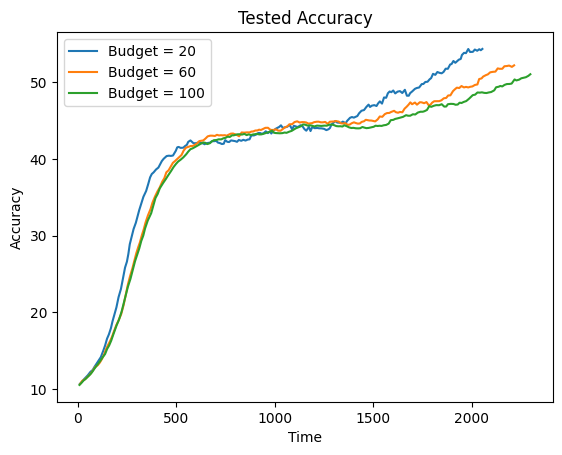 Tested Accuracy
Budget = 20
Budget = 60
Budget = 100
Accuracy
50
40
30
20
10
0
500
1000
1500
2000
Time